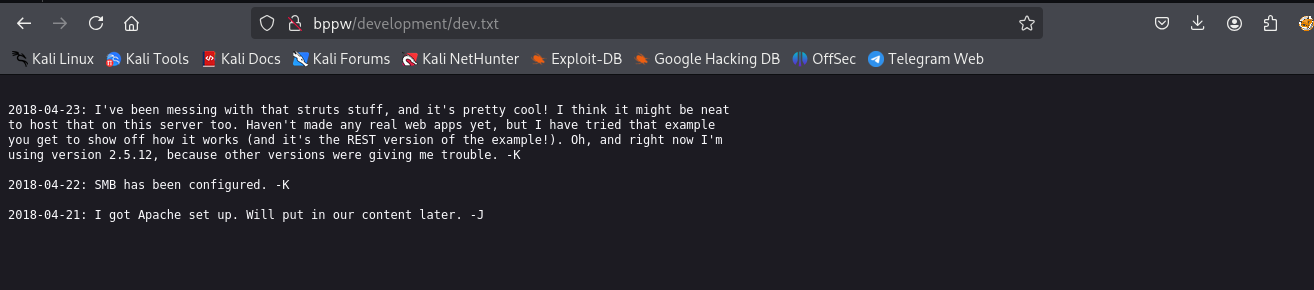 bppw/development/dev.txt
Kali Linux Kali Tools Kali Docs Kali Forums Kali NetHunter Exploit-DB Google Hacking DB OffSec Telegram Web
2018-04-23: I've been messing with that struts stuff, and it's pretty cool! I think it might be neat
to host that on this server too. Haven't made any real web apps yet, but I have tried that example
you get to show off how it works (and it's the REST version of the example!). Oh, and right now I'm
using version 2.5.12, because other versions were giving me trouble. -K
2018-04-22: SMB has been configured. -K
2018-04-21: I got Apache set up. Will put in our content later. -J